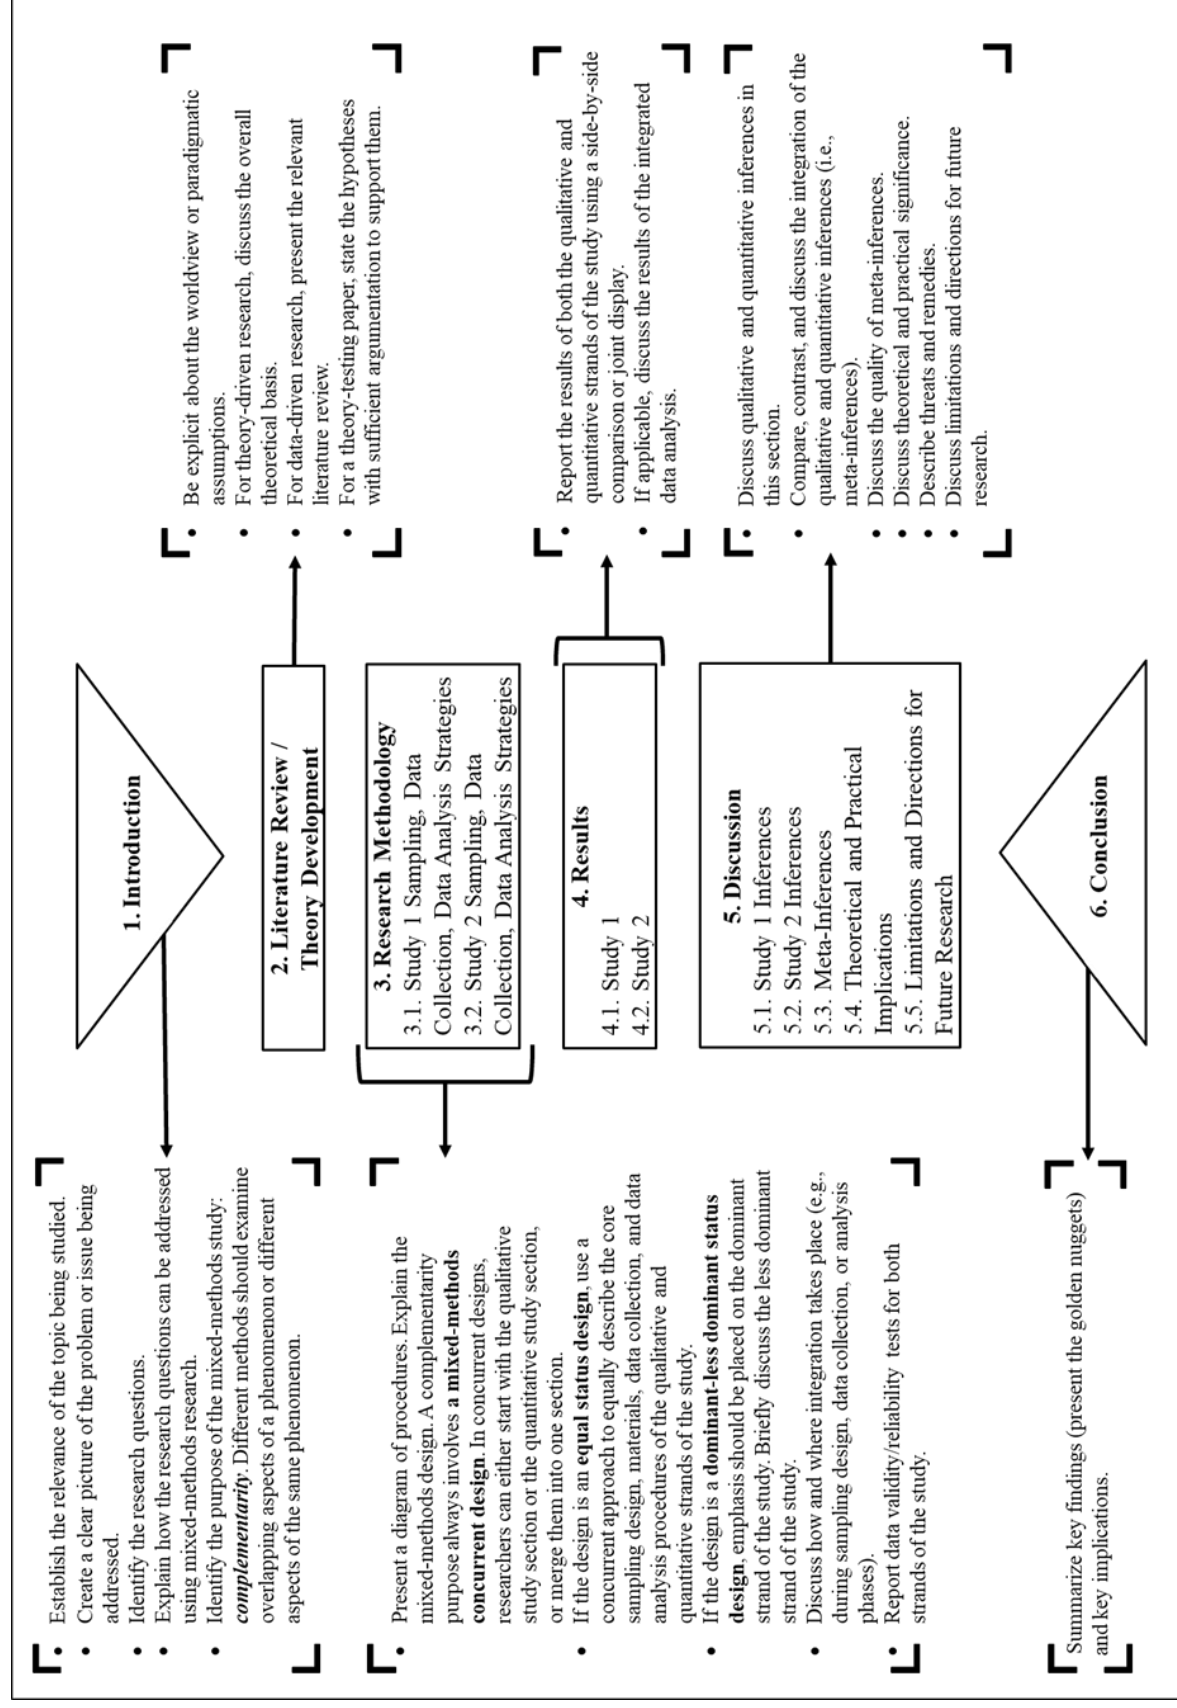 Establish the relevance of the topic being studied.
Create a clear picture of the problem or issue being
addressed.
Identify the research questions.
Explain how the research questions can be addressed
using mixed-methods research.
Identify the purpose of the mixed-methods study:
complementarity. Different methods should examine
overlapping aspects of a phenomenon or different
aspects of the same phenomenon.
1. Introduction
Be explicit about the worldview or paradigmatic
assumptions.
For theory-driven research, discuss the overall
theoretical basis.
For data-driven research, present the relevant
literature review.
For a theory-testing paper, state the hypotheses
with sufficient argumentation to support them.
2. Literature Review /
Theory Development
Present a diagram of procedures. Explain the
mixed-methods design. A complementarity
purpose always involves a mixed-methods
concurrent design. In concurrent designs,
researchers can either start with the qualitative
study section or the quantitative study section,
or merge them into one section.
If the design is an equal status design, use a
concurrent approach to equally describe the core
sampling design, materials, data collection, and data
analysis procedures of the qualitative and
quantitative strands of the study.
If the design is a dominant-less dominant status
design, emphasis should be placed on the dominant
strand of the study. Briefly discuss the less dominant
strand of the study.
Discuss how and where integration takes place (e.g.,
during sampling design, data collection, or analysis
phases).
Report data validity/reliability tests for both
strands of the study.
3. Research Methodology
3.1. Study 1 Sampling, Data
Collection, Data Analysis Strategies
3.2. Study 2 Sampling, Data
Collection, Data Analysis Strategies
4. Results
4.1. Study 1
4.2. Study 2
Report the results of both the qualitative and
quantitative strands of the study using a side-by-side
comparison or joint display.
If applicable, discuss the results of the integrated
data analysis.
5. Discussion
5.1. Study 1 Inferences
5.2. Study 2 Inferences
5.3. Meta-Inferences
5.4. Theoretical and Practical
Implications
5.5. Limitations and Directions for
Future Research
Discuss qualitative and quantitative inferences in
this section.
Compare, contrast, and discuss the integration of the
qualitative and quantitative inferences (i.e.,
meta-inferences).
Discuss the quality of meta-inferences.
Discuss theoretical and practical significance.
Describe threats and remedies.
Discuss limitations and directions for future
research.
Summarize key findings (present the golden nuggets)
and key implications.
6. Conclusion